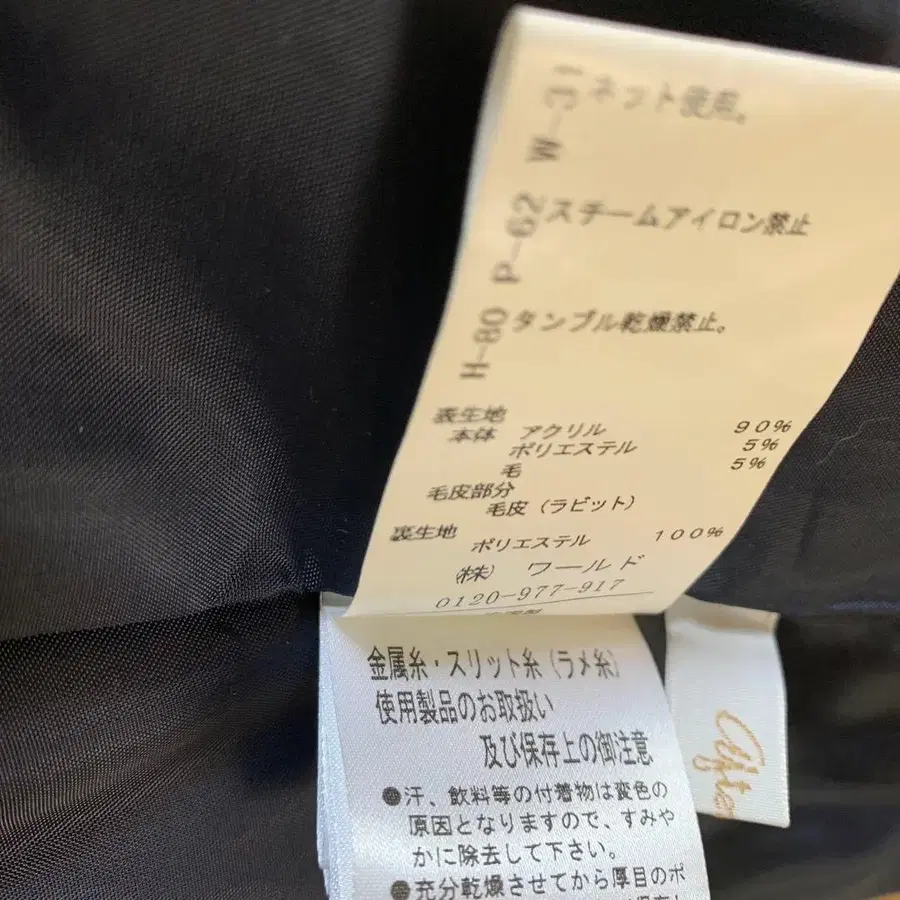 ネット使用。
スチームアイロン禁止
タンブル乾燥禁止。
H-80 P-62 W-
表生地
本体 アクリル 90%
ポリエステル 5%
毛 5%
毛皮部分
毛皮(ラビット)
裏生地
ポリエステル 100%
(株) ワールド
0120-977-917
金属糸・スリット糸(ラメ糸)
使用製品のお取扱い
及び保存上の御注意
●汗、飲料等の付着物は変色の
原因となりますので、すみや
かに除去して下さい。
●充分乾燥させてから厚目のポ